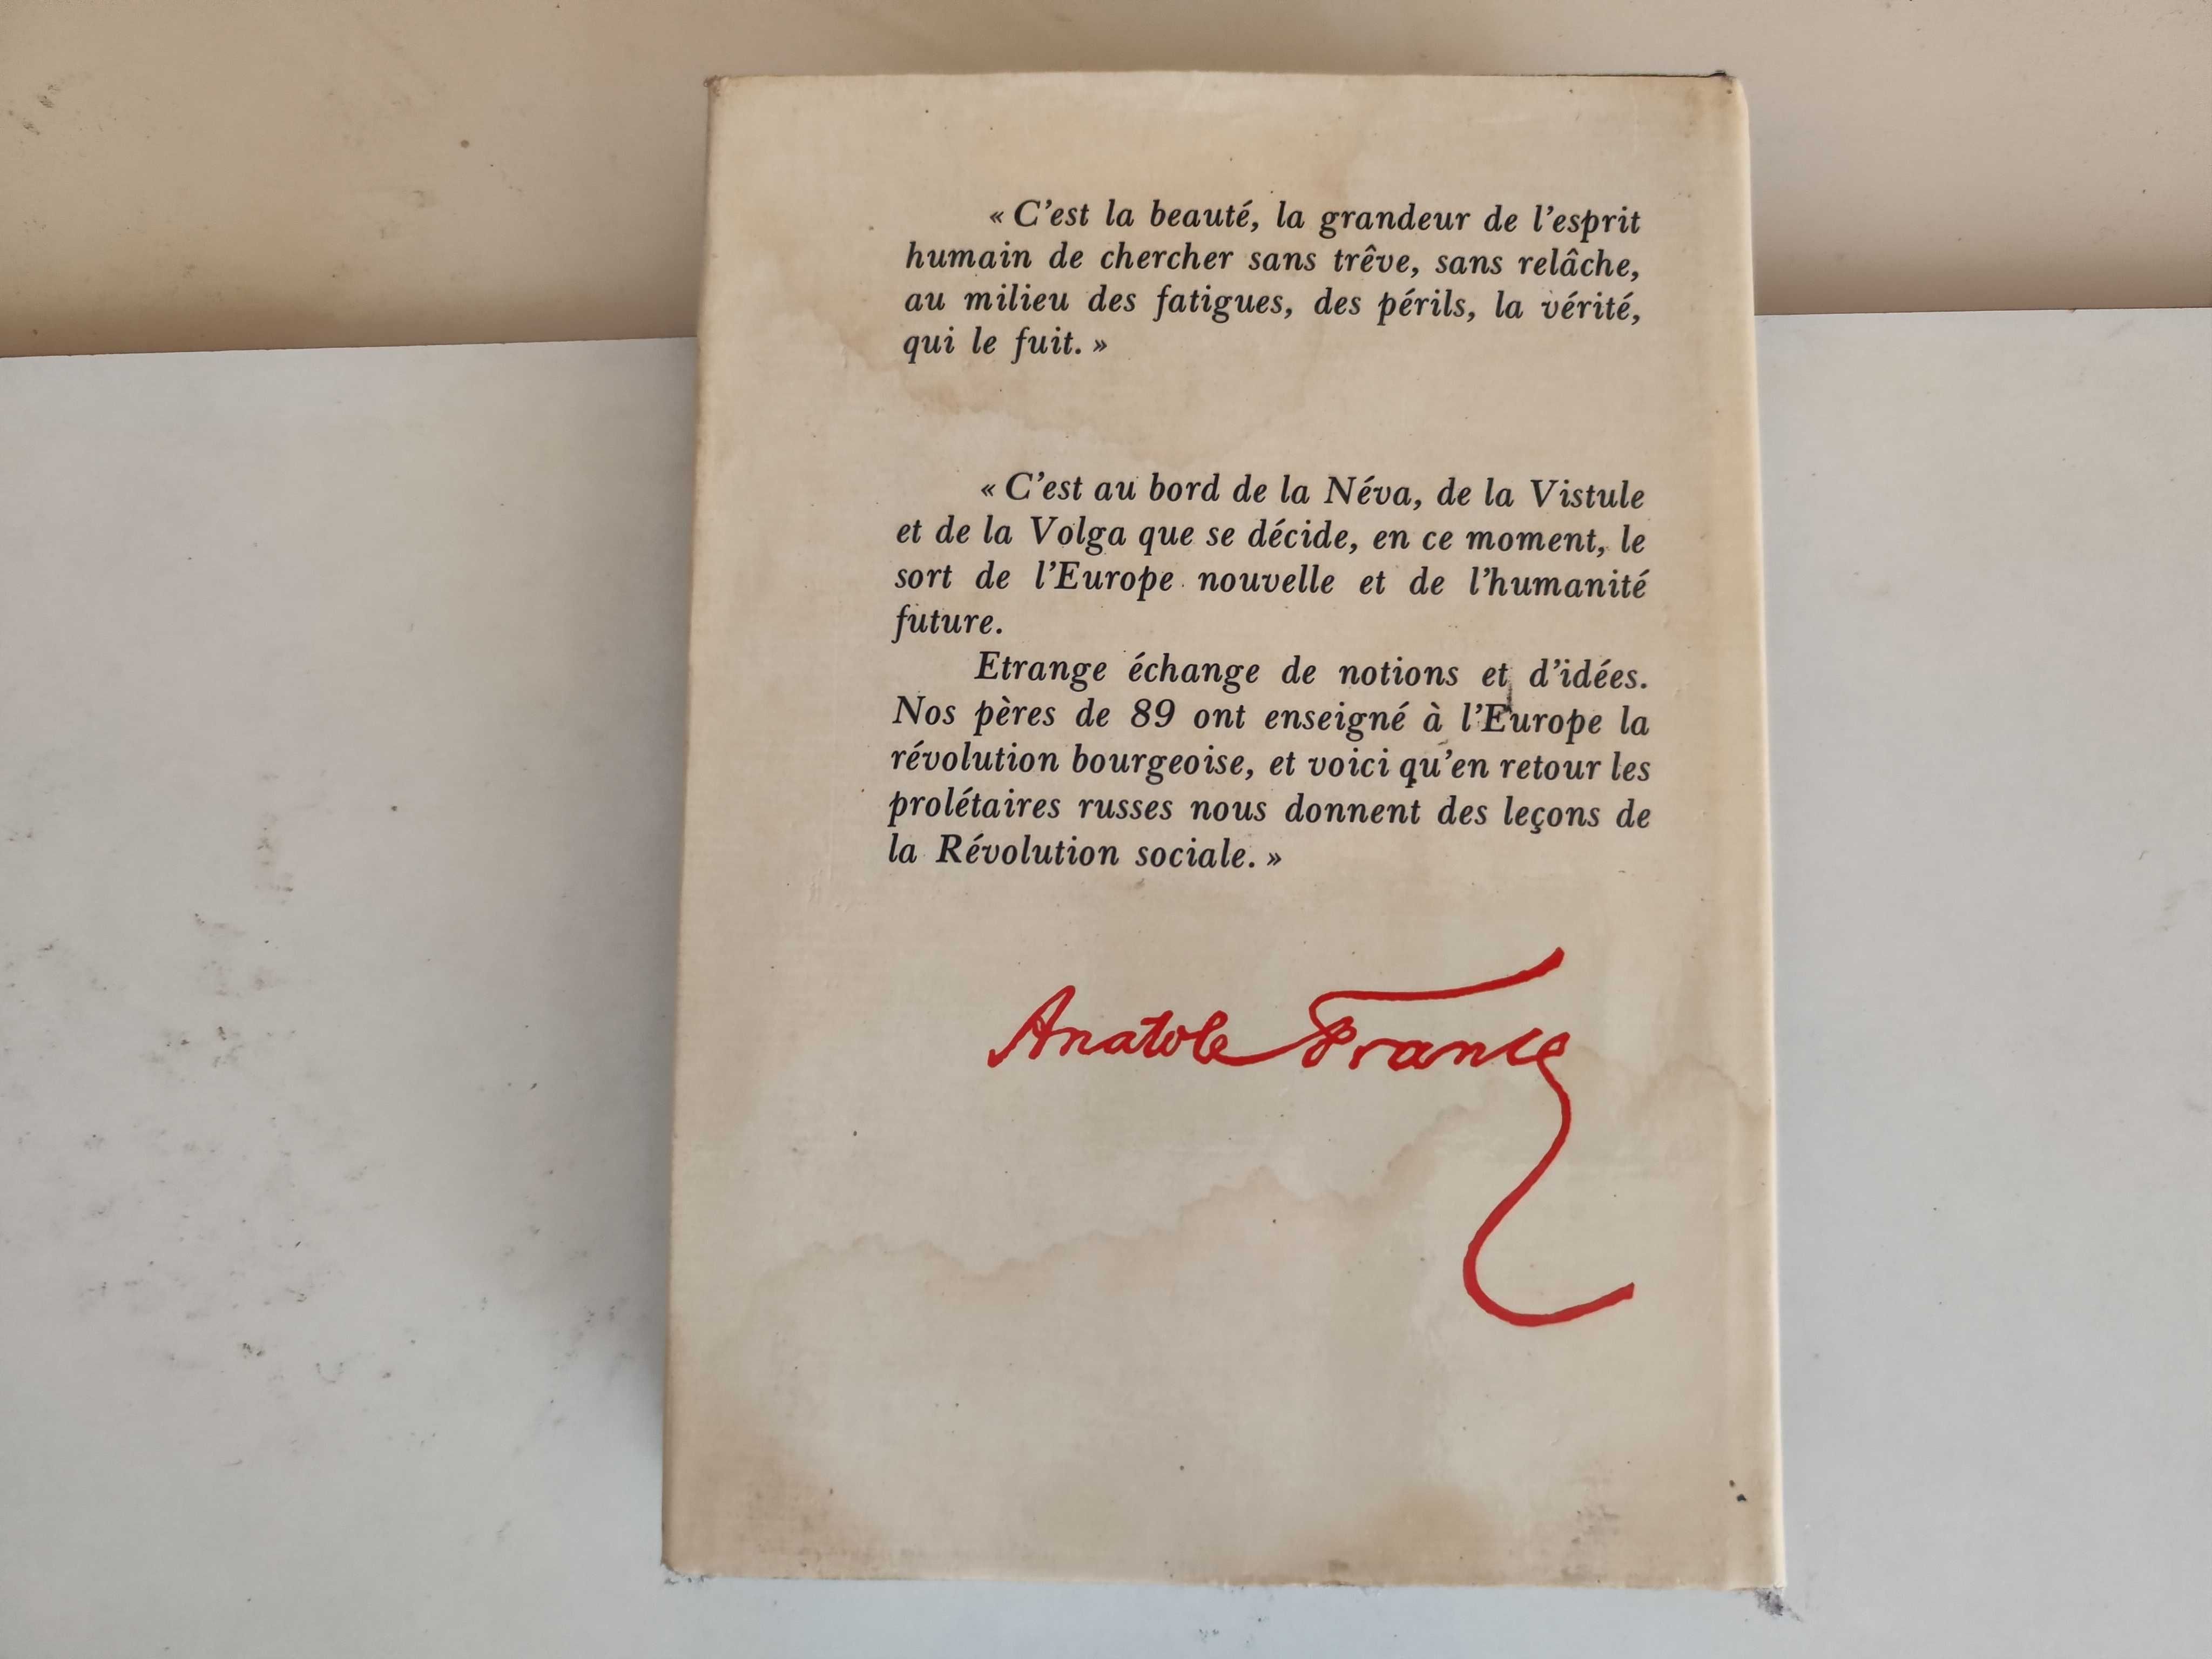 « C’est la beauté, la grandeur de l’esprit
humain de chercher sans trêve, sans relâche,
au milieu des fatigues, des périls, la vérité,
qui le fuit. »
« C’est au bord de la Néva, de la Vistule
et de la Volga que se décide, en ce moment, le
sort de l’Europe nouvelle et de l’humanité
future.
Etrange échange de notions et d’idées.
Nos pères de 89 ont enseigné à l’Europe la
révolution bourgeoise, et voici qu’en retour les
prolétaires russes nous donnent des leçons de
la Révolution sociale. »
Anatole France